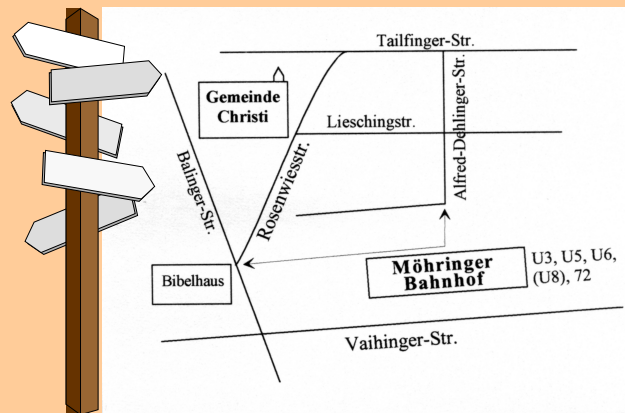 Tailfinger-Str.
Gemeinde
Christi
Lieschingstr.
Alfred-Dehlinger-Str.
Balinger-Str.
Rosenwiesstr.
Bibelhaus
Möhringer
Bahnhof
U3, U5, U6,
(U8), 72
Vaihinger-Str.